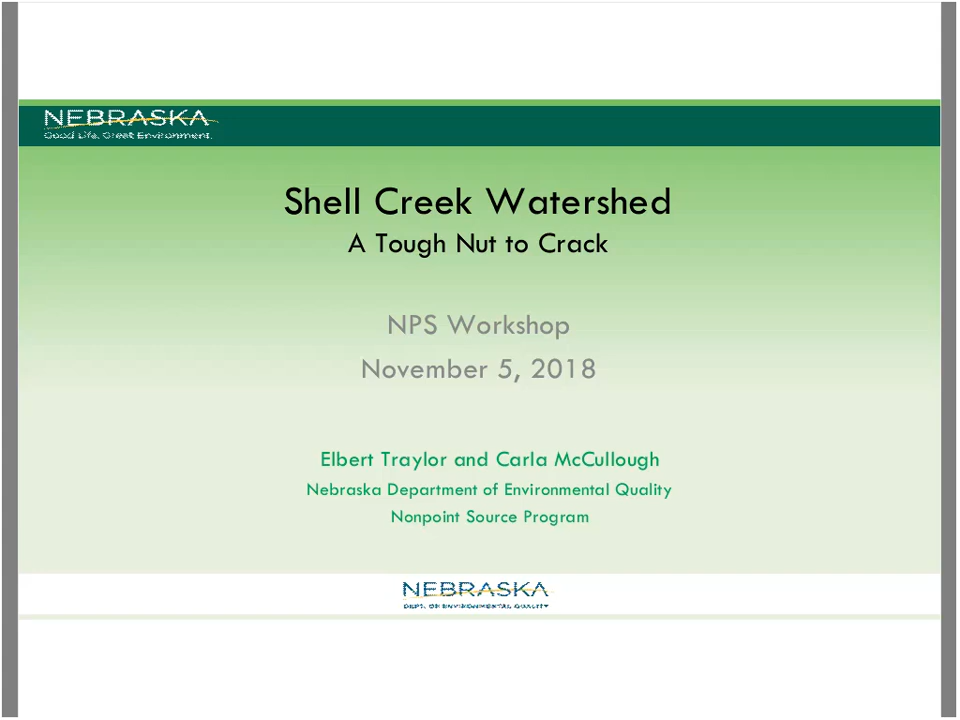 NEBRASKA
Good Life. Great Environment.
Shell Creek Watershed
A Tough Nut to Crack
NPS Workshop
November 5, 2018
Elbert Traylor and Carla McCullough
Nebraska Department of Environmental Quality
Nonpoint Source Program
NEBRASKA
DEPT. OF ENVIRONMENTAL QUALITY